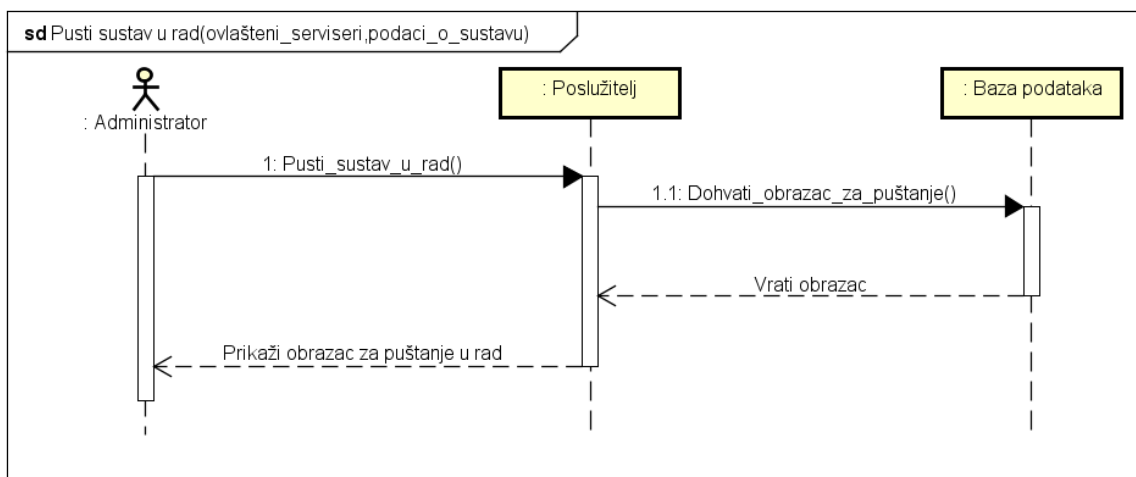 sd Pusti sustav u rad(ovlašteni_serviseri,podaci_o_sustavu)
: Administrator
: Poslužitelj
: Baza podataka
1: Pusti_sustav_u_rad()
1.1: Dohvati_obrazac_za_puštanje()
Vrati obrazac
Prikaži obrazac za puštanje u rad